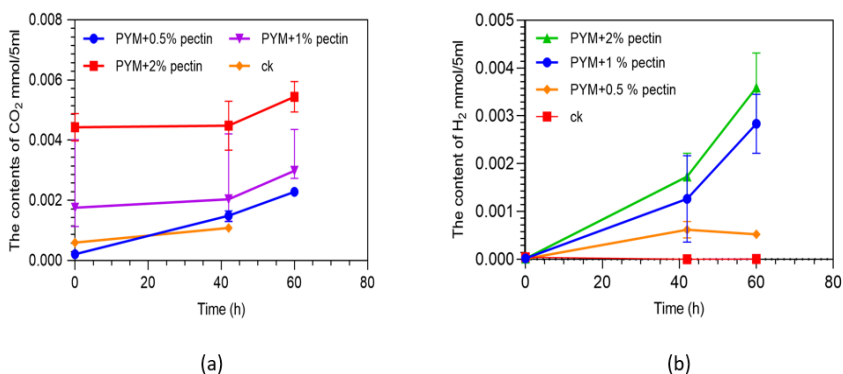 The contents of CO₂ mmol/5ml
0.008
0.006
0.004
0.002
0.000
PYM+0.5% pectin
PYM+1% pectin
PYM+2% pectin
ck
0 20 40 60 80
Time (h)
(a)
The content of H₂ mmol/5ml
0.005
0.004
0.003
0.002
0.001
0.000
PYM+2% pectin
PYM+1 % pectin
PYM+0.5 % pectin
ck
0 20 40 60 80
Time (h)
(b)